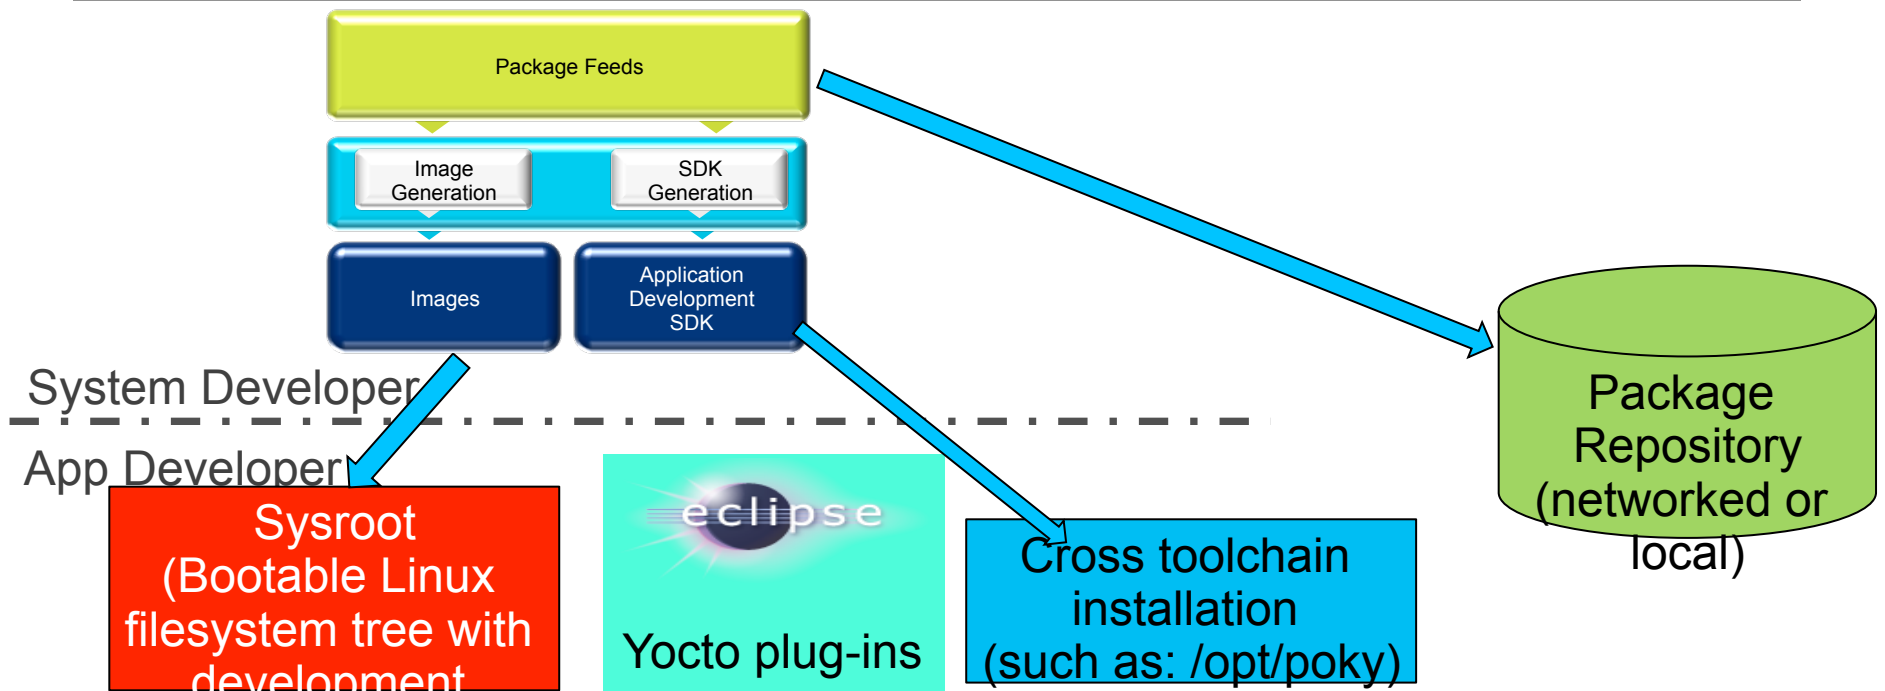 Package Feeds
Image
Generation
SDK
Generation
Images
Application
Development
SDK
System Developer
App Developer
Sysroot
(Bootable Linux
filesystem tree with
development
eclipse
Yocto plug-ins
Cross toolchain
installation
(such as: /opt/poky)
Package
Repository
(networked or
local)